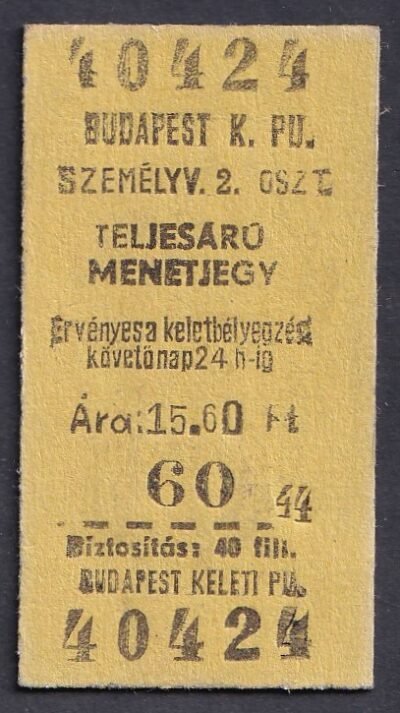 40424
BUDAPEST K. PU.
SZEMÉLYV. 2. OSZT.
TELJESÁRÚ
MENETJEGY
Érvényes a keletbélyegzést
követő nap 24 h-ig
Ára: 15.60 Ft
60 44
Biztosítás: 40 fill.
BUDAPEST KELETI PU.
40424